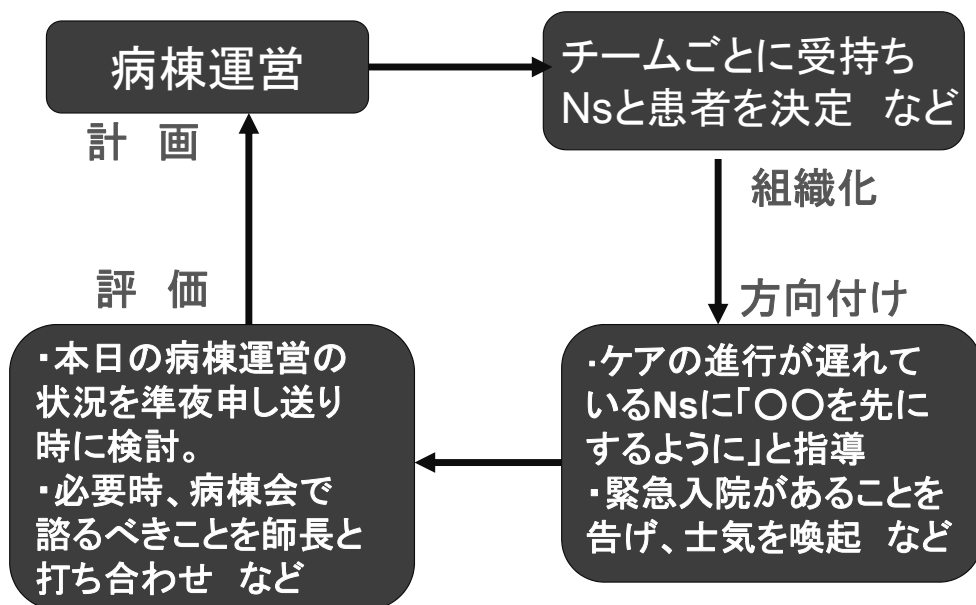 病棟運営
チームごとに受持ち
Nsと患者を決定　など
計　画
組織化
評　価
方向付け
・本日の病棟運営の
状況を準夜申し送り
時に検討。
・必要時、病棟会で
諮るべきことを師長と
打ち合わせ　など
・ケアの進行が遅れて
いるNsに「〇〇を先に
するように」と指導
・緊急入院があることを
告げ、士気を喚起　など